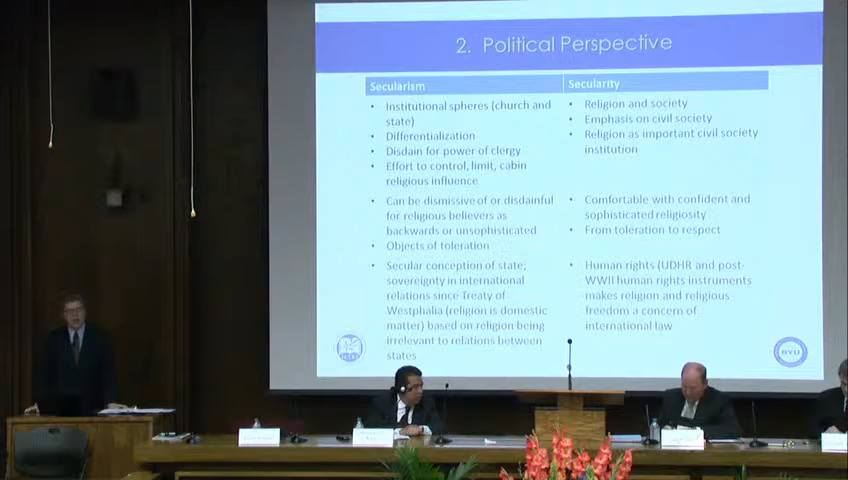 2. Political Perspective
Secularism
Secularity
• Institutional spheres (church and
state)
• Differentialization
• Disdain for power of clergy
• Effort to control, limit, cabin
religious influence
• Religion and society
• Emphasis on civil society
• Religion as important civil society
institution
• Can be dismissive of or disdainful
for religious believers as
backwards or unsophisticated
• Objects of toleration
• Comfortable with confident and
sophisticated religiosity
• From toleration to respect
• Secular conception of state;
sovereignty in international
relations since Treaty of
Westphalia (religion is domestic
matter) based on religion being
irrelevant to relations between
states
• Human rights (UDHR and post-
WWII human rights instruments
makes religion and religious
freedom a concern of
international law
BYU